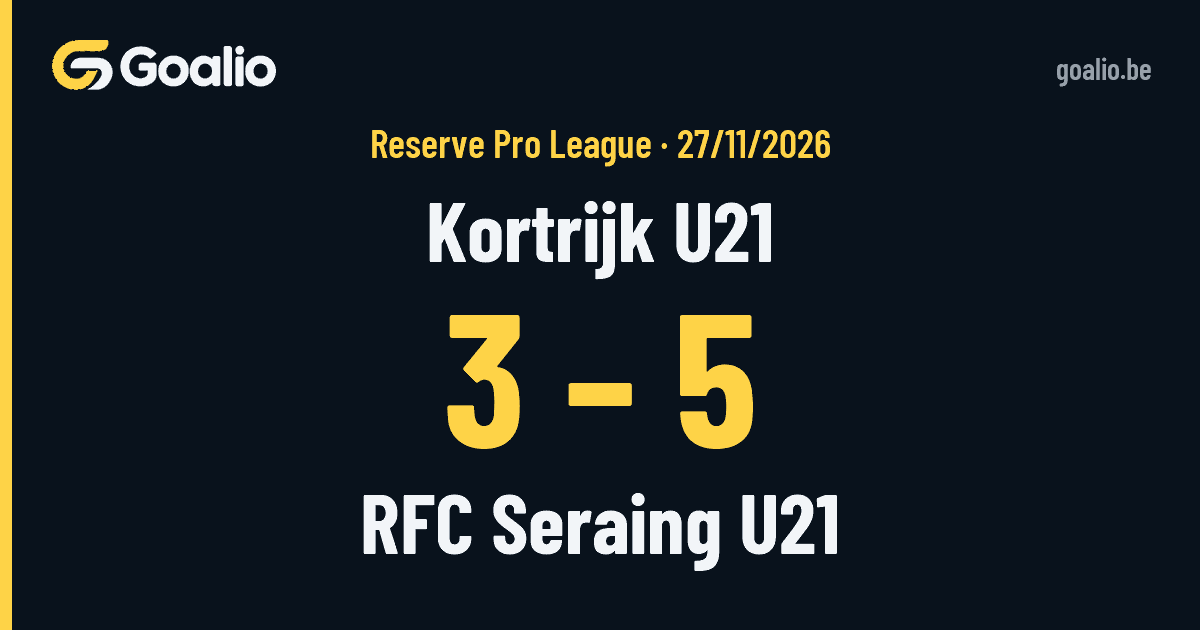 Goalio
goalio.be
Reserve Pro League · 27/11/2026
Kortrijk U21
3 – 5
RFC Seraing U21